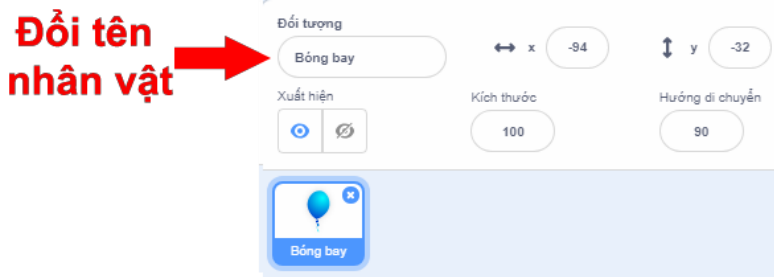 Đổi tên
nhân vật
Đối tượng
Bóng bay
x -94
y -32
Xuất hiện
Kích thước
Hướng di chuyển
100
90
Bóng bay